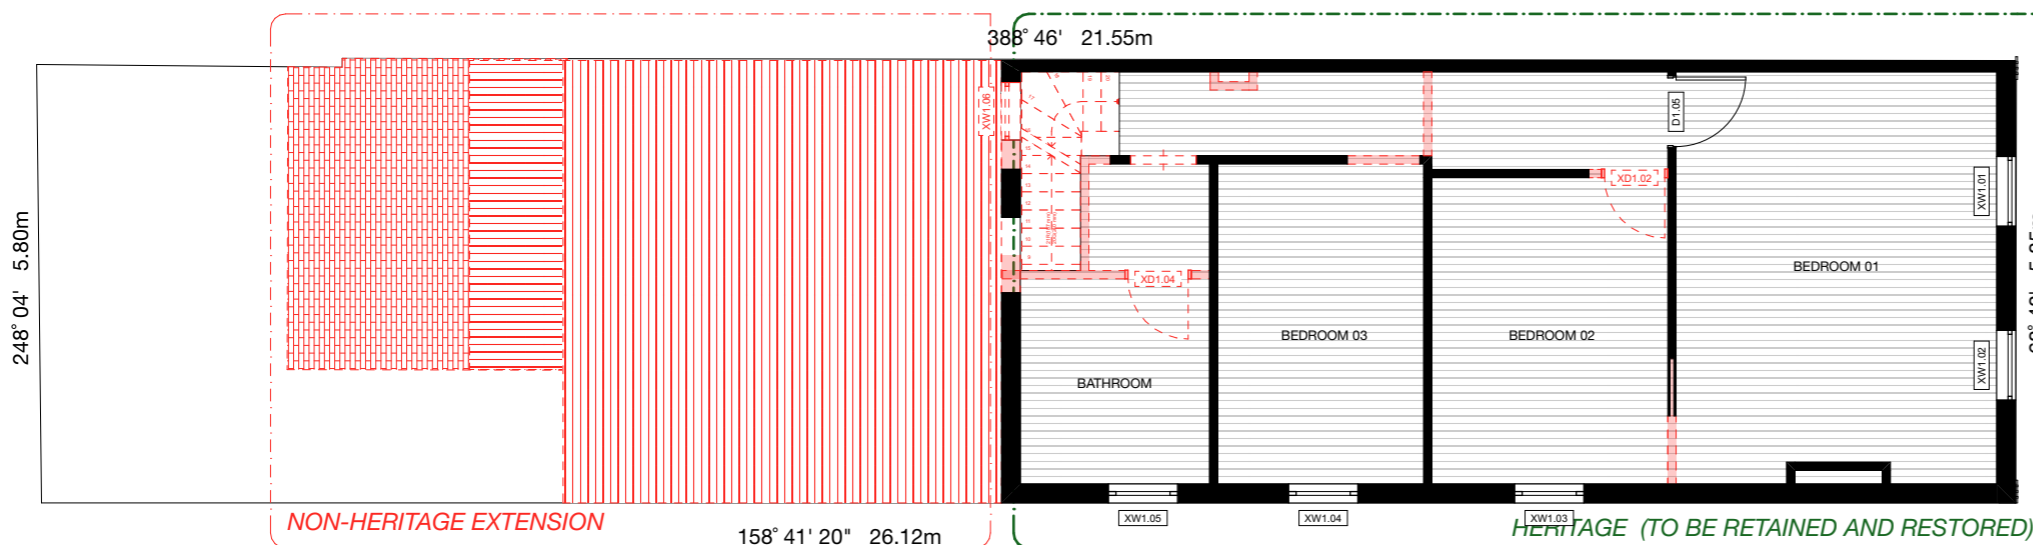 388° 46'   21.55m
XW1.06
D1.05
XW1.01
XD1.02
248° 04'   5.80m
BEDROOM 01
XD1.04
BEDROOM 03
BEDROOM 02
XW1.02
BATHROOM
XW1.05
XW1.04
XW1.03
NON-HERITAGE EXTENSION
HERITAGE  (TO BE RETAINED AND RESTORED)
158° 41' 20"   26.12m